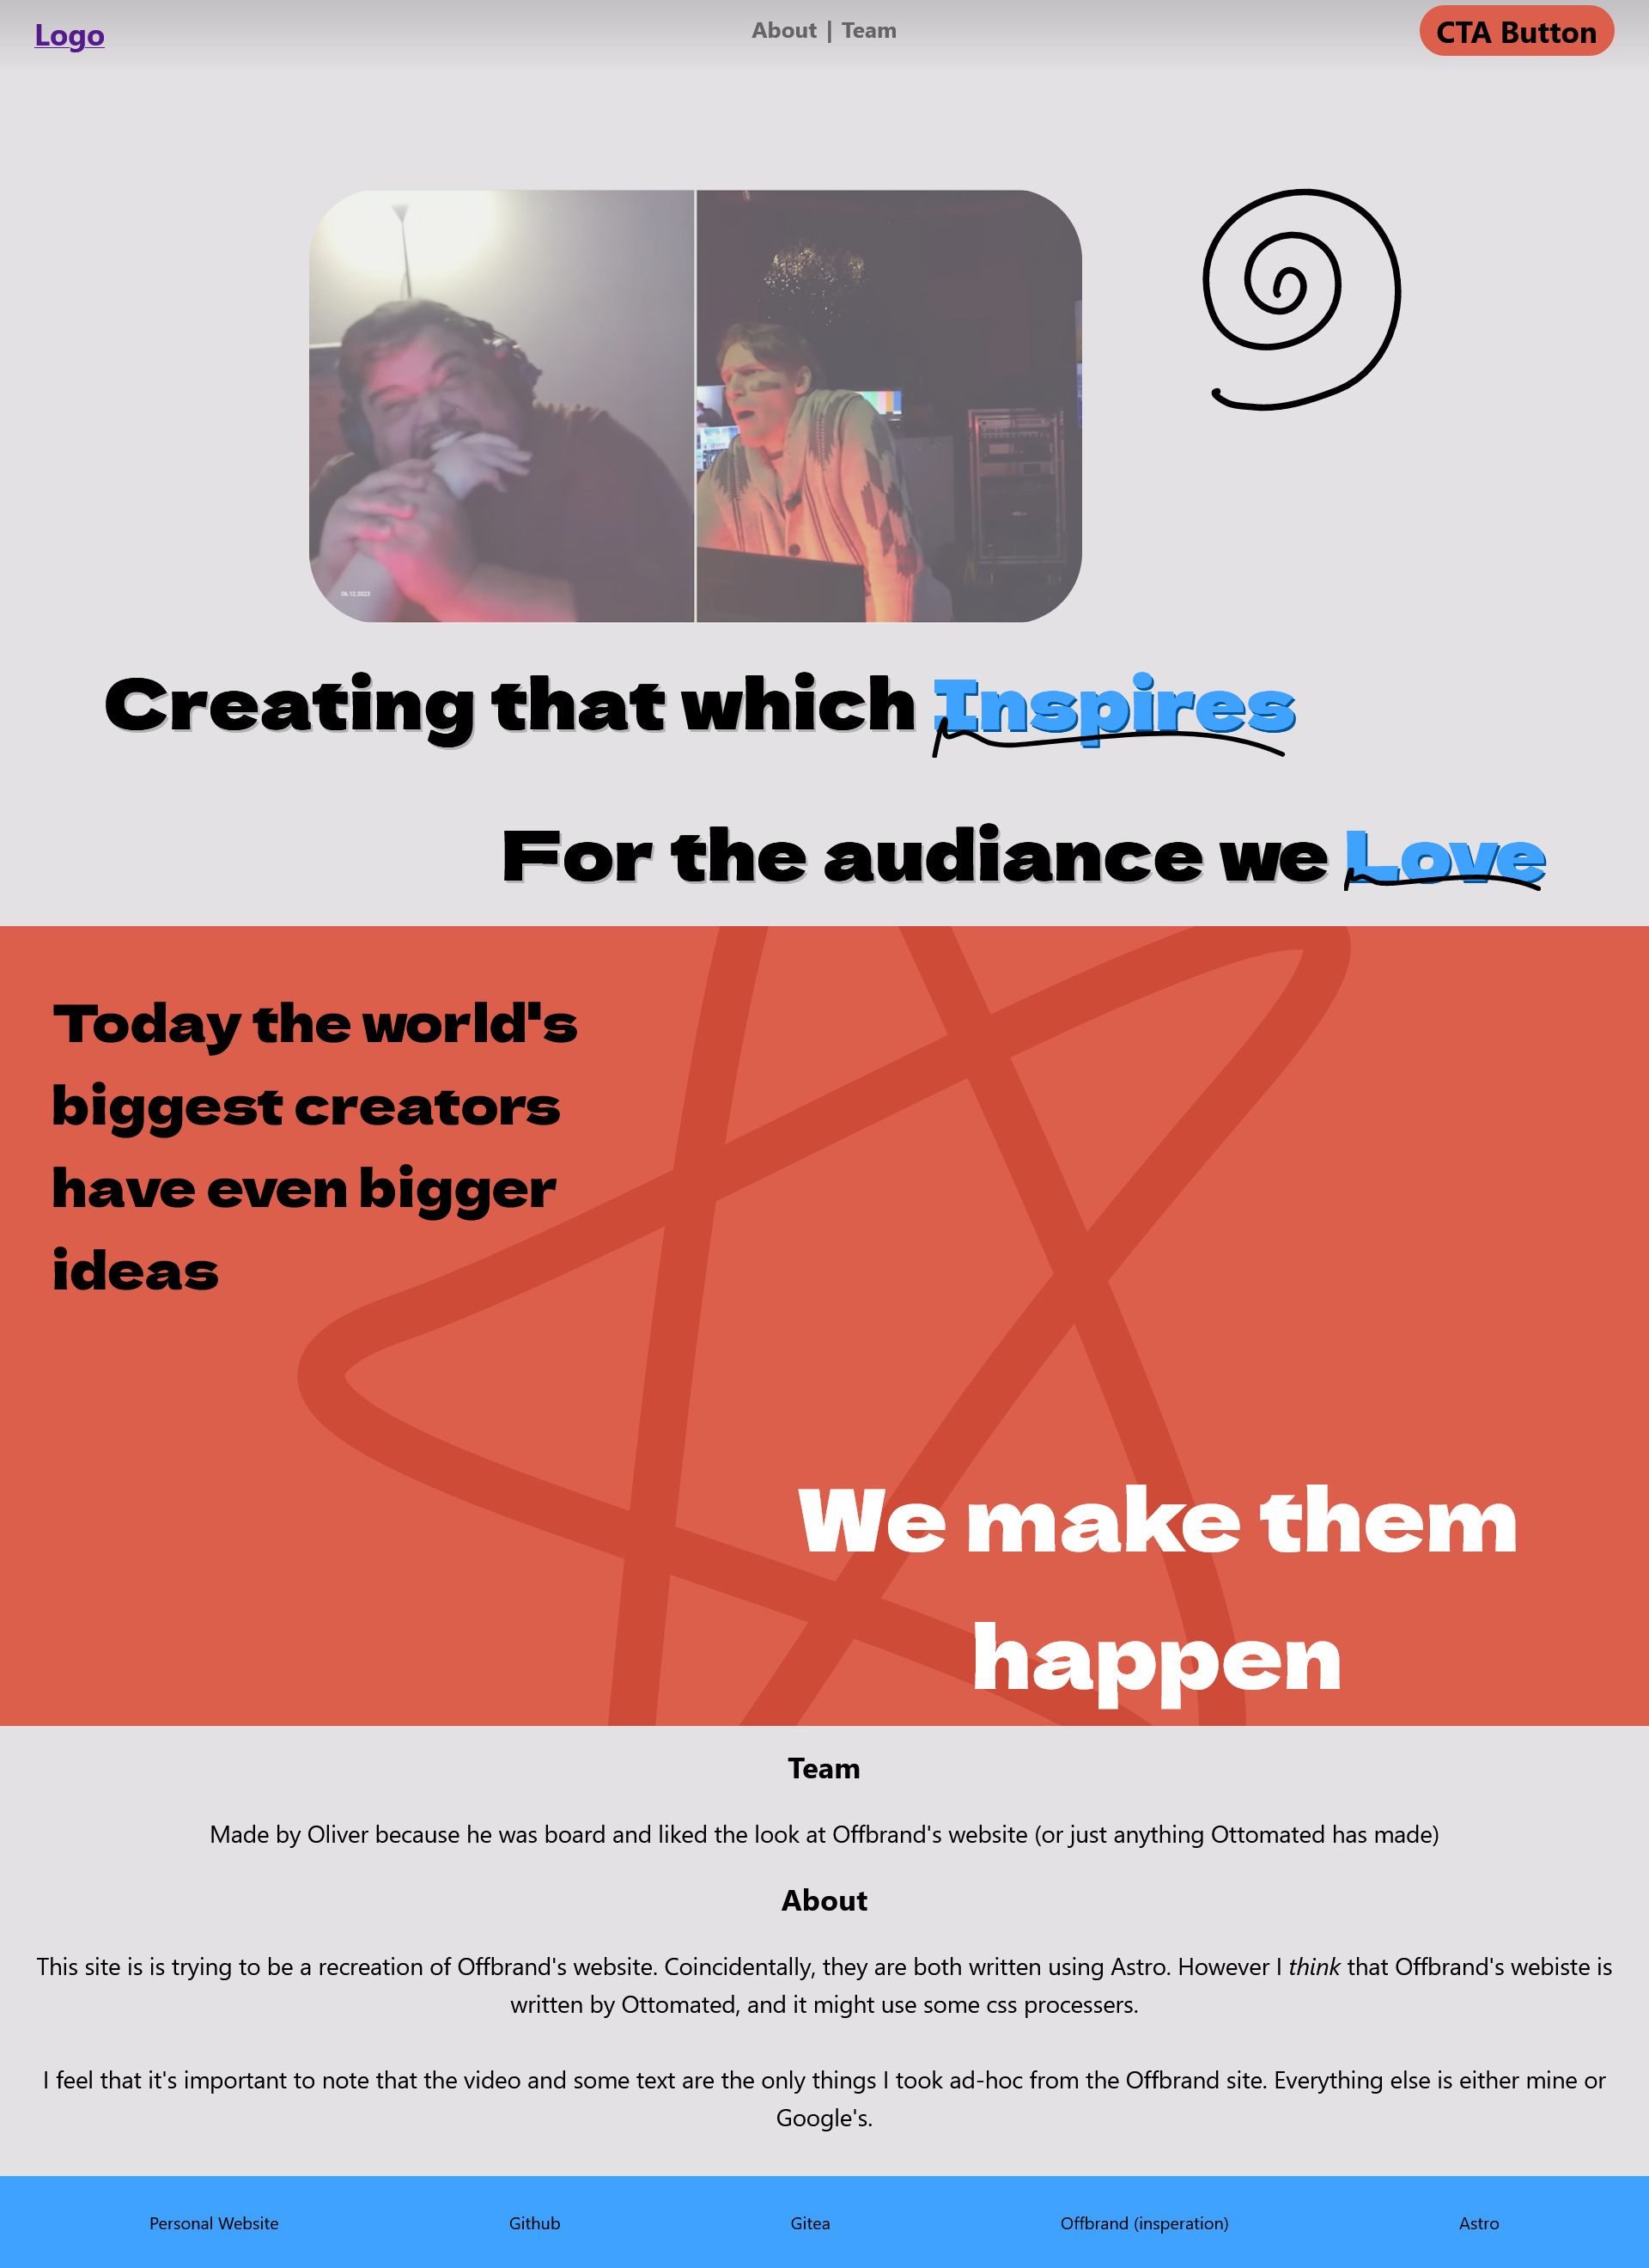 Logo
About | Team
CTA Button
06.12.2023
Creating that which Inspires
For the audiance we Love
Today the world's
biggest creators
have even bigger
ideas
We make them
happen
Team
Made by Oliver because he was board and liked the look at Offbrand's website (or just anything Ottomated has made)
About
This site is is trying to be a recreation of Offbrand's website. Coincidentally, they are both written using Astro. However I think that Offbrand's webiste is
written by Ottomated, and it might use some css processers.
I feel that it's important to note that the video and some text are the only things I took ad-hoc from the Offbrand site. Everything else is either mine or
Google's.
Personal Website
Github
Gitea
Offbrand (insperation)
Astro